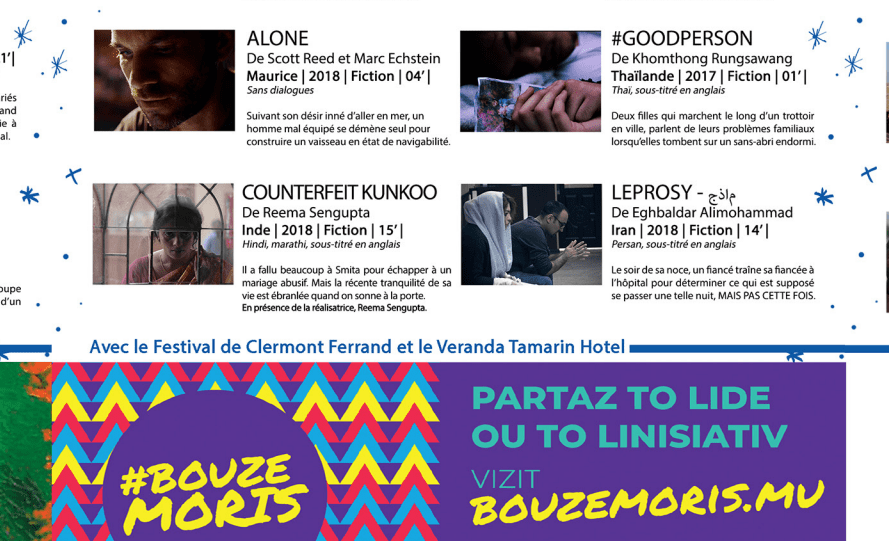 1’|
riés
and
ie à
al.
ALONE
De Scott Reed et Marc Echstein
Maurice | 2018 | Fiction | 04’ |
Sans dialogues
Suivant son désir inné d’aller en mer, un
homme mal équipé se démène seul pour
construire un vaisseau en état de navigabilité.
#GOODPERSON
De Khomthong Rungsawang
Thaïlande | 2017 | Fiction | 01’ |
Thaï, sous-titré en anglais
Deux filles qui marchent le long d’un trottoir
en ville, parlent de leurs problèmes familiaux
lorsqu’elles tombent sur un sans-abri endormi.
oupe
d’un
COUNTERFEIT KUNKOO
De Reema Sengupta
Inde | 2018 | Fiction | 15’ |
Hindi, marathi, sous-titré en anglais
Il a fallu beaucoup à Smita pour échapper à un
mariage abusif. Mais la récente tranquilité de sa
vie est ébranlée quand on sonne à la porte.
En présence de la réalisatrice, Reema Sengupta.
LEPROSY -
De Eghbaldar Alimohammad
Iran | 2018 | Fiction | 14’ |
Persan, sous-titré en anglais
Le soir de sa noce, un fiancé traîne sa fiancée à
l’hôpital pour déterminer ce qui est supposé
se passer une telle nuit, MAIS PAS CETTE FOIS.
Avec le Festival de Clermont Ferrand et le Veranda Tamarin Hotel
#BOUZE
MORIS
PARTAZ TO LIDE
OU TO LINISIATIV
VIZIT
BOUZEMORIS.MU